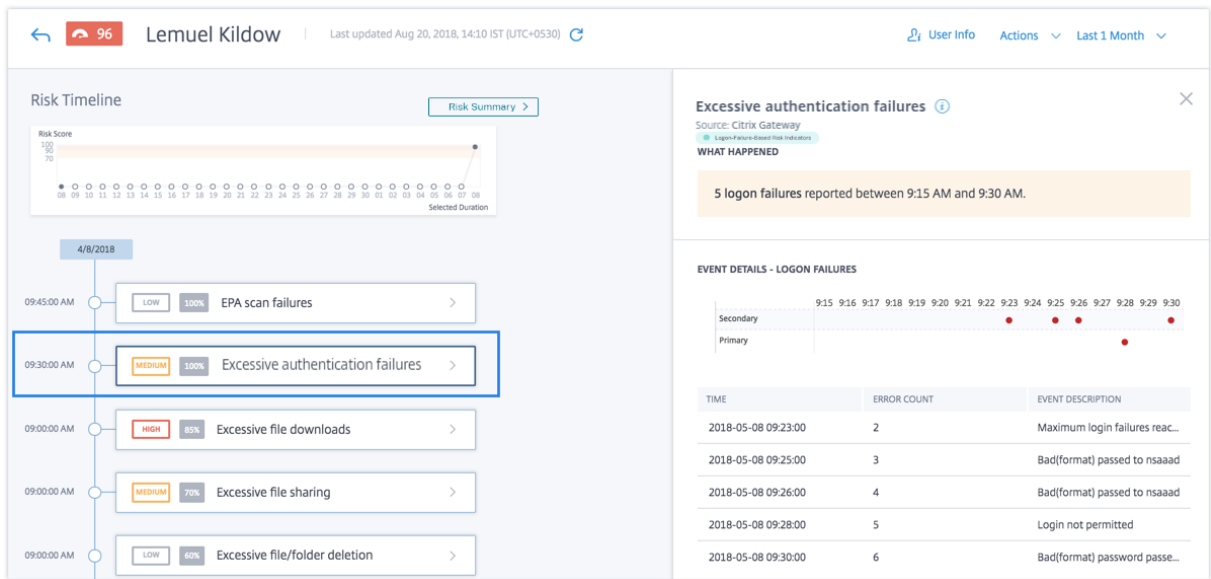 96 Lemuel Kildow Last updated Aug 20, 2018, 14:10 IST (UTC+0530) User Info Actions Last 1 Month
Risk Timeline
Risk Summary
Risk Score
100
90
70
08 09 10 11 12 13 14 15 16 17 18 19 20 21 22 23 24 25 26 27 28 29 30 01 02 03 04 05 06 07 08
Selected Duration
4/8/2018
09:45:00 AM LOW 100% EPA scan failures
09:30:00 AM MEDIUM 100% Excessive authentication failures
09:00:00 AM HIGH 85% Excessive file downloads
09:00:00 AM MEDIUM 70% Excessive file sharing
09:00:00 AM LOW 60% Excessive file/folder deletion
Excessive authentication failures
Source: Citrix Gateway
Logon-Failure-Based Risk Indicators
WHAT HAPPENED
5 logon failures reported between 9:15 AM and 9:30 AM.
EVENT DETAILS - LOGON FAILURES
9:15 9:16 9:17 9:18 9:19 9:20 9:21 9:22 9:23 9:24 9:25 9:26 9:27 9:28 9:29 9:30
Secondary
Primary
TIME ERROR COUNT EVENT DESCRIPTION
2018-05-08 09:23:00 2 Maximum login failures reac...
2018-05-08 09:25:00 3 Bad(format) passed to nsaaad
2018-05-08 09:26:00 4 Bad(format) passed to nsaaad
2018-05-08 09:28:00 5 Login not permitted
2018-05-08 09:30:00 6 Bad(format) password passe...